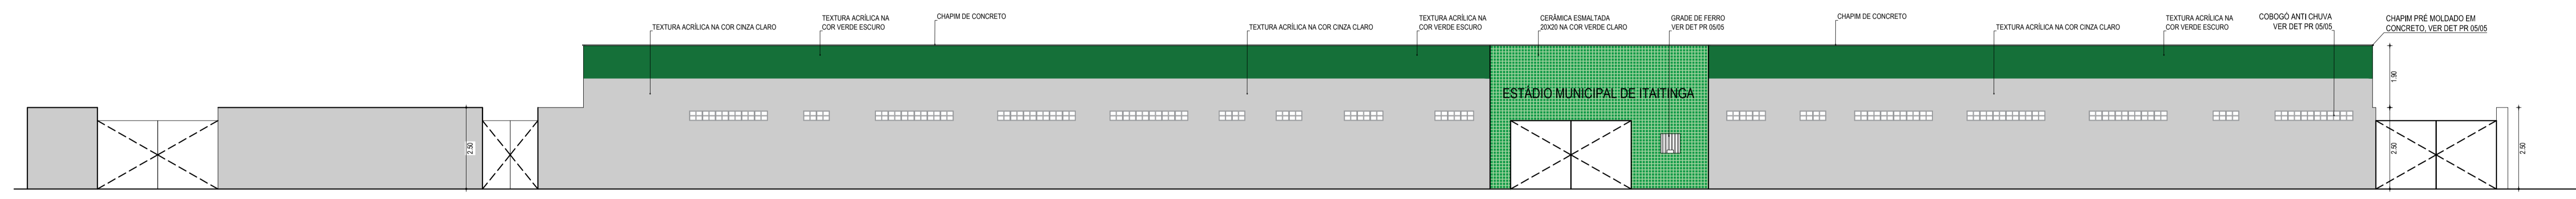 TEXTURA ACRÍLICA NA COR CINZA CLARO
TEXTURA ACRÍLICA NA
COR VERDE ESCURO
CHAPIM DE CONCRETO
TEXTURA ACRÍLICA NA COR CINZA CLARO
TEXTURA ACRÍLICA NA
COR VERDE ESCURO
CERÂMICA ESMALTADA
20X20 NA COR VERDE CLARO
GRADE DE FERRO
VER DET PR 05/05
CHAPIM DE CONCRETO
TEXTURA ACRÍLICA NA COR CINZA CLARO
TEXTURA ACRÍLICA NA
COR VERDE ESCURO
COBOGÓ ANTI CHUVA
VER DET PR 05/05
CHAPIM PRÉ MOLDADO EM
CONCRETO, VER DET PR 05/05
1.90
ESTÁDIO MUNICIPAL DE ITAITINGA
2.50
2.50
2.50